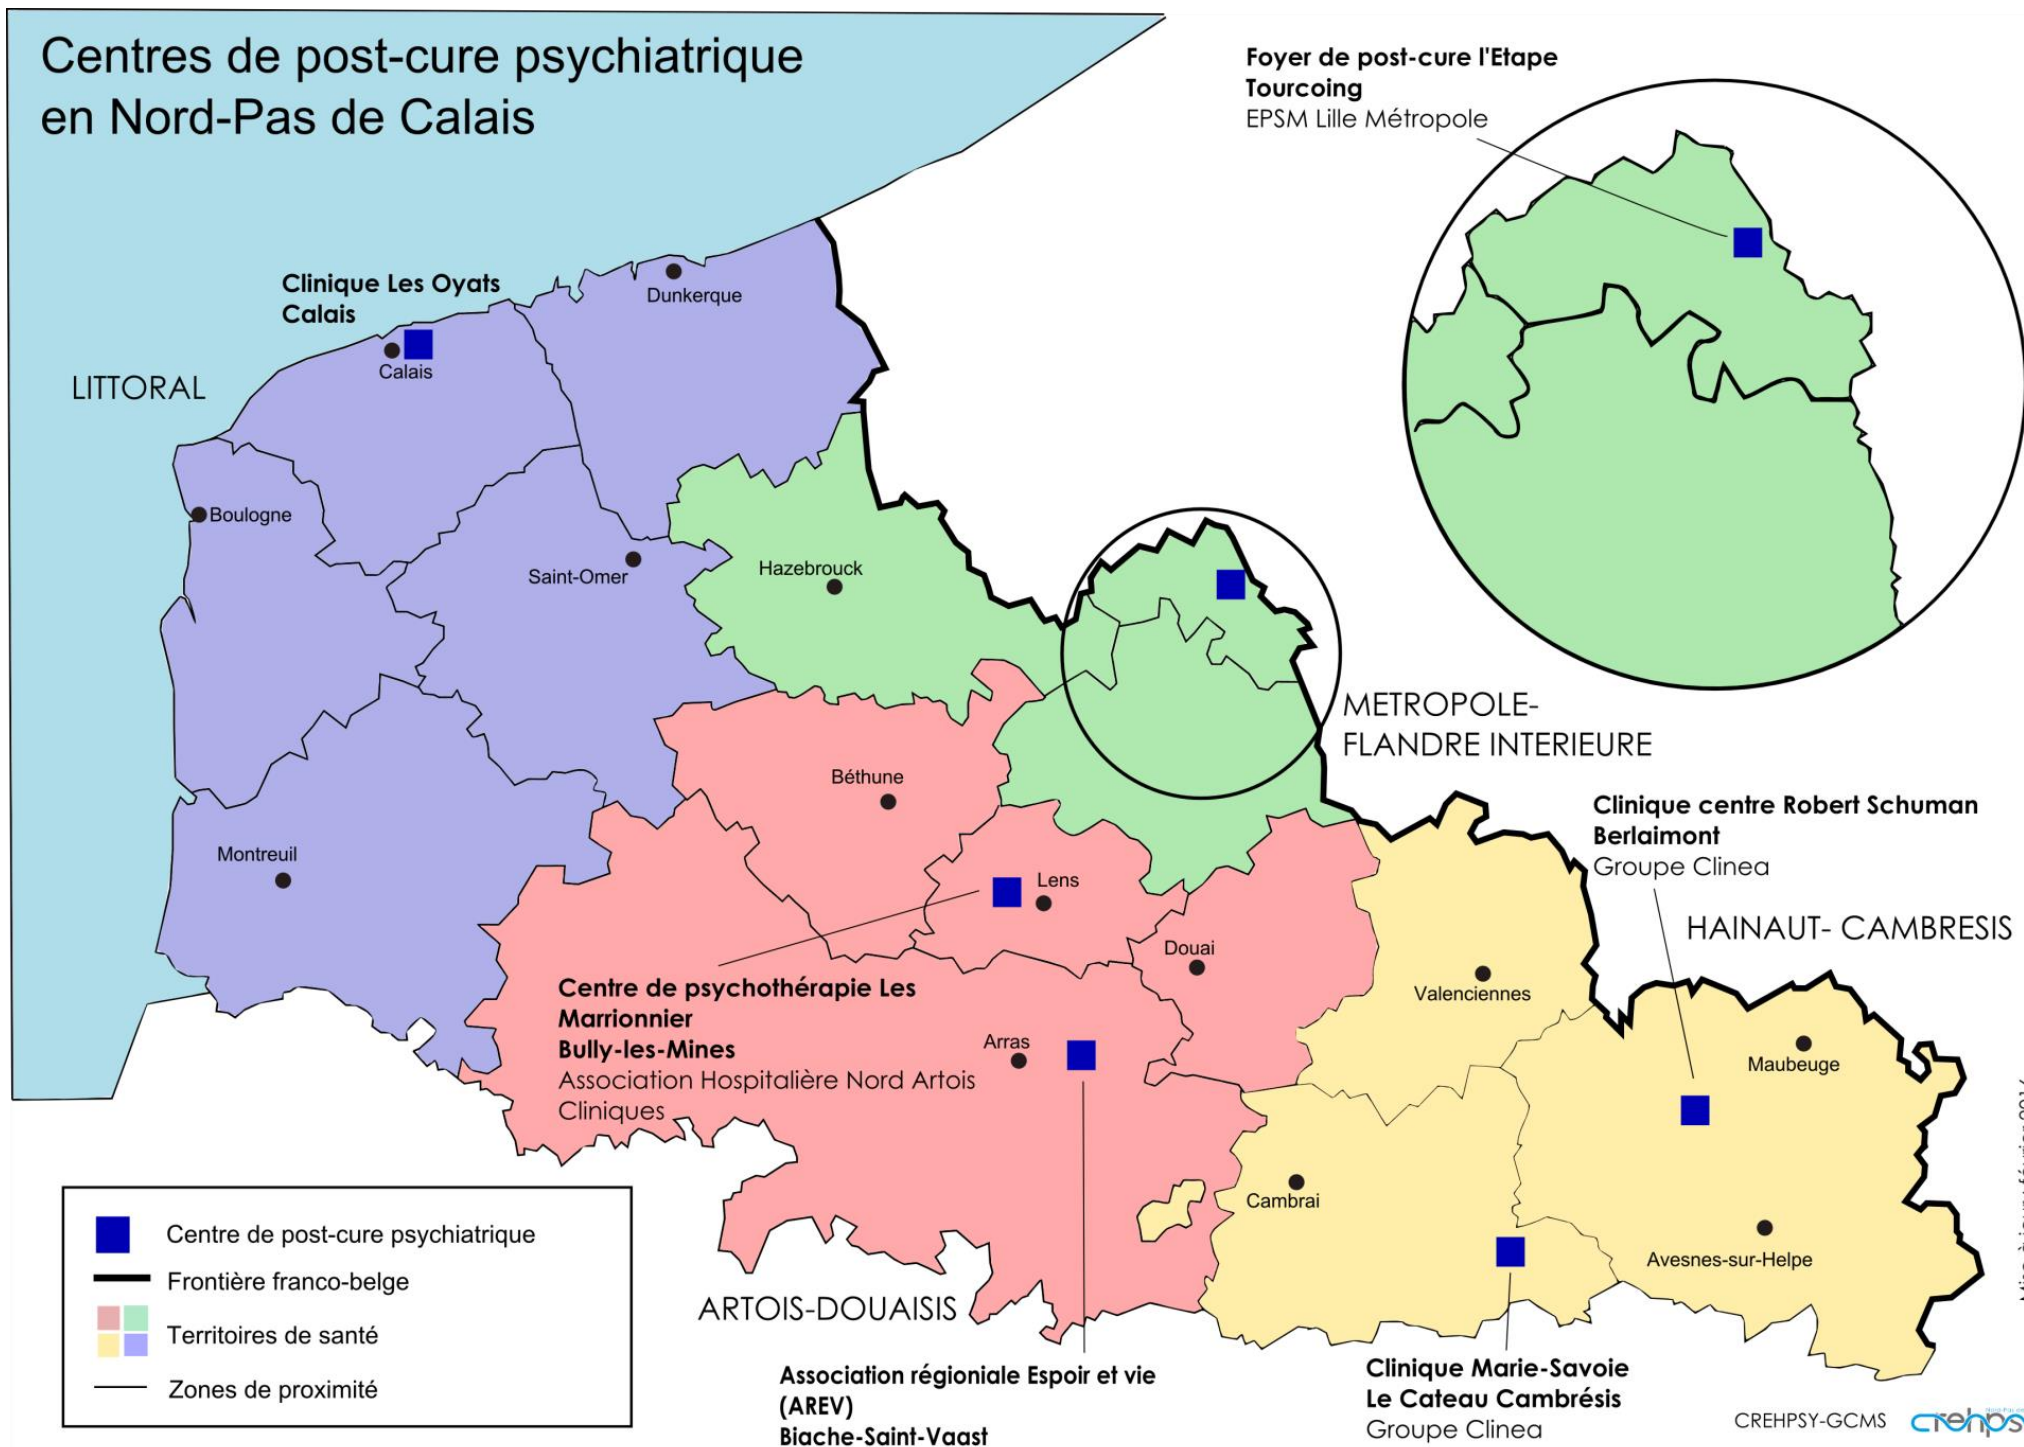 Centres de post-cure psychiatrique
en Nord-Pas de Calais
Foyer de post-cure l'Etape
Tourcoing
EPSM Lille Métropole
Clinique Les Oyats
Calais
Dunkerque
Calais
LITTORAL
Boulogne
Saint-Omer
Hazebrouck
METROPOLE-
FLANDRE INTERIEURE
Béthune
Montreuil
Lens
Clinique centre Robert Schuman
Berlaimont
Groupe Clinea
HAINAUT- CAMBRESIS
Douai
Valenciennes
Centre de psychothérapie Les
Marrionnier
Bully-les-Mines
Association Hospitalière Nord Artois
Cliniques
Arras
Maubeuge
Cambrai
Avesnes-sur-Helpe
ARTOIS-DOUAISIS
Centre de post-cure psychiatrique
Frontière franco-belge
Territoires de santé
Zones de proximité
Association régioniale Espoir et vie
(AREV)
Biache-Saint-Vaast
Clinique Marie-Savoie
Le Cateau Cambrésis
Groupe Clinea
CREHPSY-GCMS